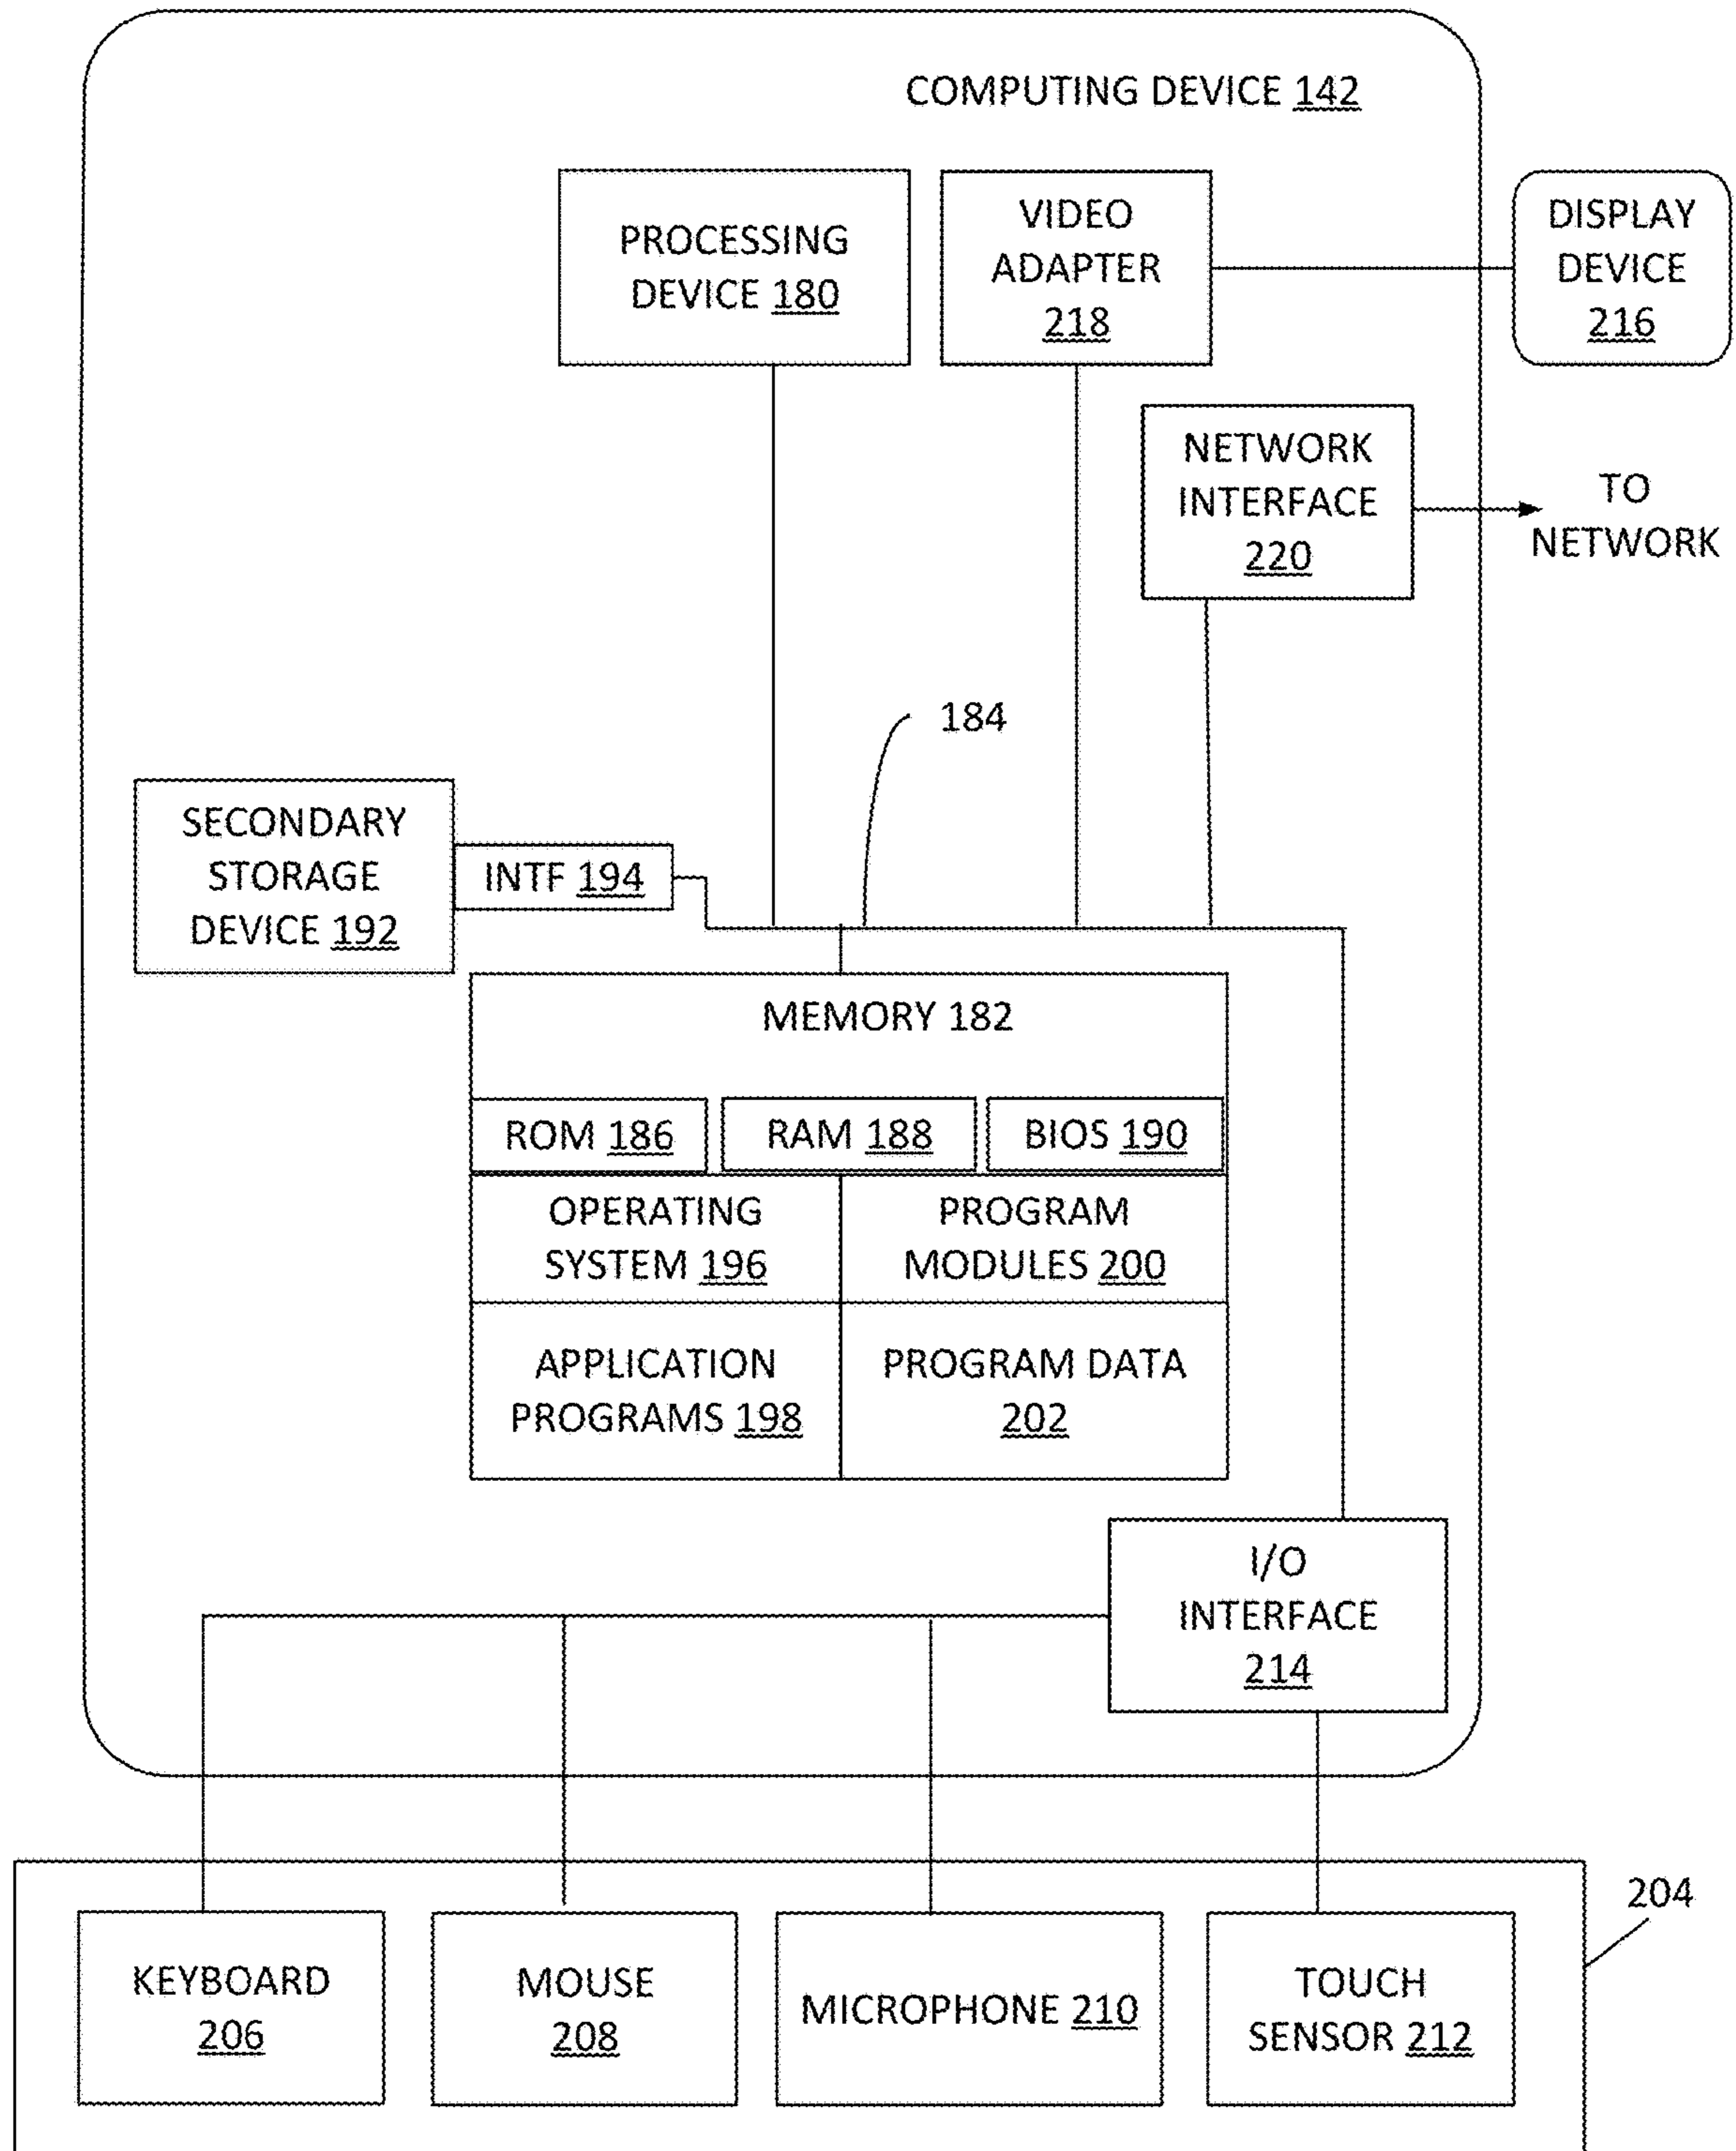 COMPUTING DEVICE 142
PROCESSING
DEVICE 180
VIDEO
ADAPTER
218
DISPLAY
DEVICE
216
NETWORK
INTERFACE
220
TO
NETWORK
184
SECONDARY
STORAGE
DEVICE 192
INTF 194
MEMORY 182
ROM 186
RAM 188
BIOS 190
OPERATING
SYSTEM 196
PROGRAM
MODULES 200
APPLICATION
PROGRAMS 198
PROGRAM DATA
202
I/O
INTERFACE
214
204
KEYBOARD
206
MOUSE
208
MICROPHONE 210
TOUCH
SENSOR 212